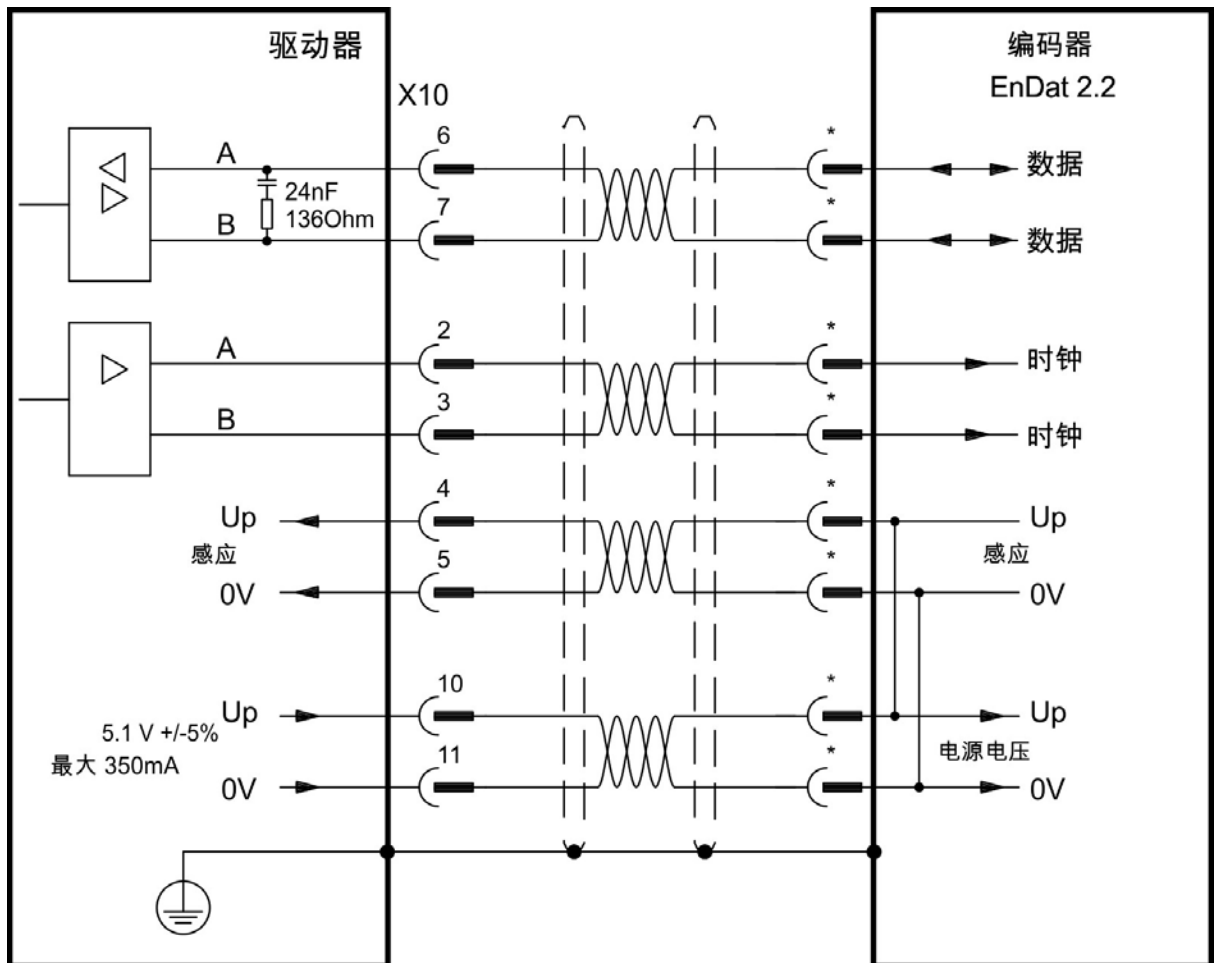 驱动器
编码器
EnDat 2.2
X10
A
24nF
136Ohm
B
6
7
*
*
数据
数据
A
B
2
3
*
*
时钟
时钟
Up
感应
0V
4
5
*
*
Up
感应
0V
5.1 V +/-5%
最大 350mA
Up
0V
10
11
*
*
Up
电源电压
0V